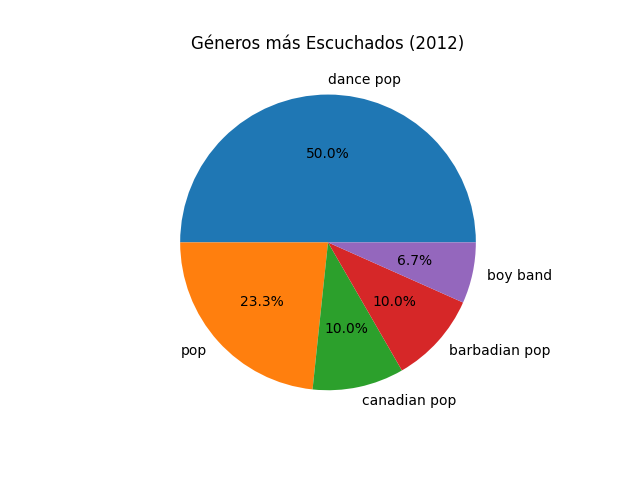 Géneros más Escuchados (2012)
dance pop
50.0%
6.7%
boy band
23.3%
10.0%
10.0%
pop
barbadian pop
canadian pop